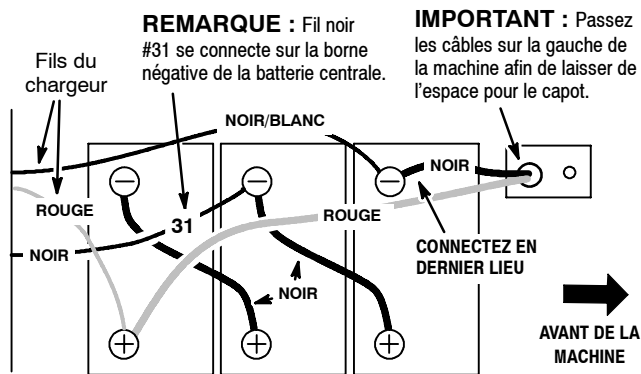 REMARQUE : Fil noir
#31 se connecte sur la borne
négative de la batterie centrale.
IMPORTANT : Passez
les câbles sur la gauche de
la machine afin de laisser de
l'espace pour le capot.
Fils du
chargeur
NOIR/BLANC
NOIR
ROUGE
31
ROUGE
NOIR
CONNECTEZ EN
DERNIER LIEU
NOIR
AVANT DE LA
MACHINE